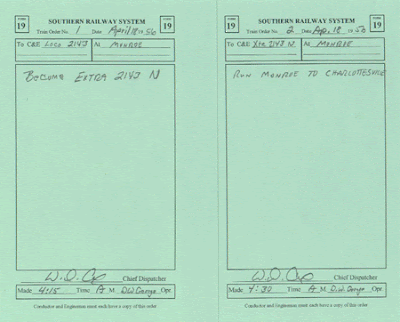 FORM
19
SOUTHERN RAILWAY SYSTEM
FORM
19
Train Order No. 1 Date April 18 1956
To C&E Loco 2143 At MONROE
BECOME EXTRA 2143 N
Chief Dispatcher
Made 4:15 Time A M. Opr.
Conductor and Engineman must each have a copy of this order.
FORM
19
SOUTHERN RAILWAY SYSTEM
FORM
19
Train Order No. 2 Date Apr. 18 1956
To C&E Xtra 2143 N At MONROE
RUN MONROE TO CHARLOTTESVILLE
Chief Dispatcher
Made 4:30 Time A M. Opr.
Conductor and Engineman must each have a copy of this order.